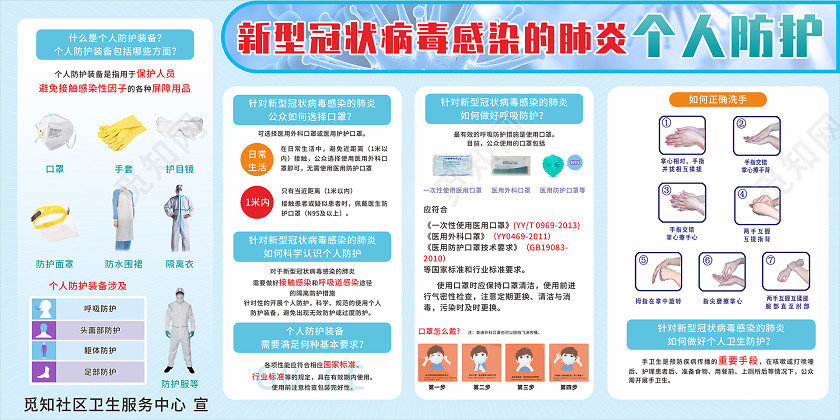 新型冠状病毒感染的肺炎个人防护
什么是个人防护装备?
个人防护装备包括哪些方面?
个人防护装备是指用于保护人员
避免接触感染性因子的各种屏障用品
口罩 手套 护目镜
防护面罩 防水围裙 隔离衣
个人防护装备涉及
呼吸防护
头面部防护
躯体防护
足部防护
防护服等
觅知社区卫生服务中心 宣
针对新型冠状病毒感染的肺炎
公众如何选择口罩?
可选择医用外科口罩或医用防护口罩。
日常
生活
在日常生活中,避免近距离(1米以
内)接触,公众选择使用医用外科口
罩即可,无需使用医用防护口罩
1米内
只有当近距离(1米以内)
接触患者或疑似患者时,佩戴医生防
护口罩(N95及以上)。
针对新型冠状病毒感染的肺炎
如何科学认识个人防护
对于新型冠状病毒感染的肺炎
需要做好接触感染和呼吸道感染途径
的隔离防护措施
针对性的开展个人防护,科学、规范的使用个人
防护装备,避免出现无效防护或过度防护。
个人防护装备
需要满足何种基本要求?
各项性能应符合相应国家标准、
行业标准等的规定,具在有效期内使用。
使用前注意检查包装完好性。
针对新型冠状病毒感染的肺炎
如何做好呼吸防护?
最有效的呼吸防护措施是使用口罩。
目前,公众使用的口罩包括
一次性使用医用口罩 医用外科口罩 医用防护口罩等
应符合
《一次性使用医用口罩》(YY/T 0969-2013)
《医用外科口罩》(YY0469-2011)
《医用防护口罩技术要求》(GB19083-
2010)
等国家标准和行业标准要求。
使用口罩时应保持口罩清洁,使用前进
行气密性检查,注意定期更换、清洁与消
毒,污染时及时更换。
口罩怎么戴?
第一步 第二步 第三步 第四步
如何正确洗手
① ②
掌心相对,手指
并拢相互揉搓
手指交错
掌心擦手背
③ ④
手指交错
掌心擦手心
两手互握
互搓指背
⑤ ⑥ ⑦
拇指在掌中旋转
指尖磨擦掌心
两手互握互揉搓
腕部直至肘部
针对新型冠状病毒感染的肺炎
如何做好个人卫生防护?
手卫生是预防疾病传播的重要手段,在咳嗽或打喷嚏
后、护理患者后、准备食物、用餐前、上厕所后等情况下,公众
需开展手卫生。